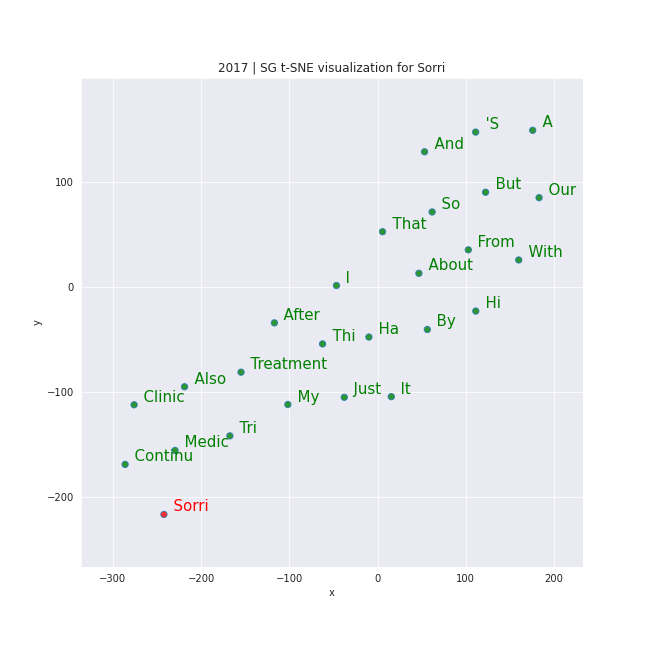 2017 | SG t-SNE visualization for Sorri
'S
A
And
But
Our
So
That
From
With
About
I
Hi
After
By
Thi
Ha
Treatment
Also
Clinic
My
Just
It
Tri
Medic
Continu
Sorri
100
0
−100
−200
y
−300
−200
−100
0
100
200
x